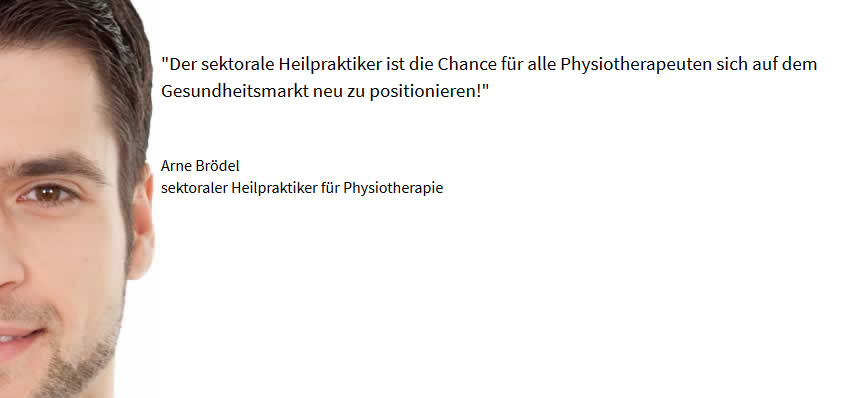 "Der sektorale Heilpraktiker ist die Chance für alle Physiotherapeuten sich auf dem
Gesundheitsmarkt neu zu positionieren!"
Arne Brödel
sektoraler Heilpraktiker für Physiotherapie